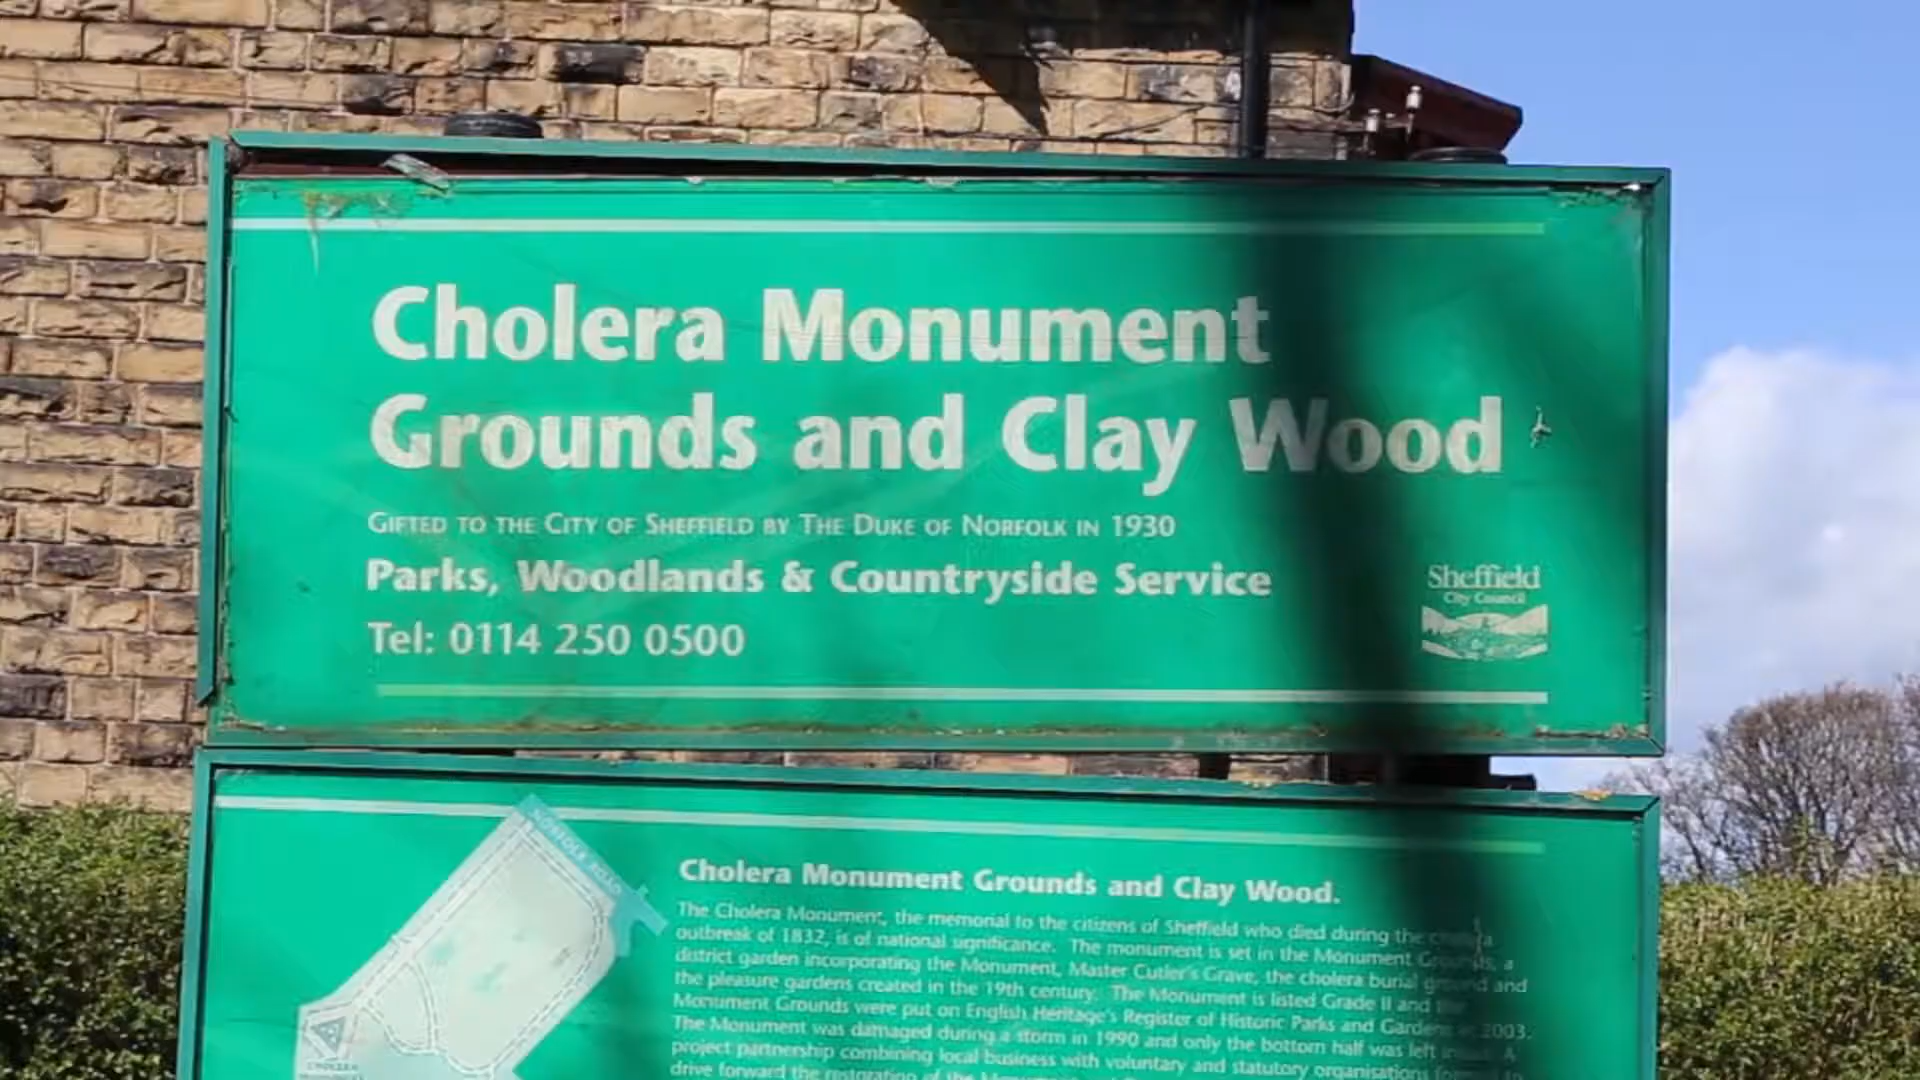 Cholera Monument
Grounds and Clay Wood
GIFTED TO THE CITY OF SHEFFIELD BY THE DUKE OF NORFOLK IN 1930
Parks, Woodlands & Countryside Service
Tel: 0114 250 0500
Sheffield
City Council
NORFOLK ROAD
Cholera Monument Grounds and Clay Wood.
The Cholera Monument, the memorial to the citizens of Sheffield who died during the cholera
outbreak of 1832, is of national significance. The monument is set in the Monument Grounds, a
district garden incorporating the Monument, Master Cutler's Grave, the cholera burial ground and
the pleasure gardens created in the 19th century. The Monument is listed Grade II and the
Monument Grounds were put on English Heritage's Register of Historic Parks and Gardens in 2003.
The Monument was damaged during a storm in 1990 and only the bottom half was left A
project partnership combining local business with voluntary and statutory organisations to
drive forward the restoration of the
CHOLERA